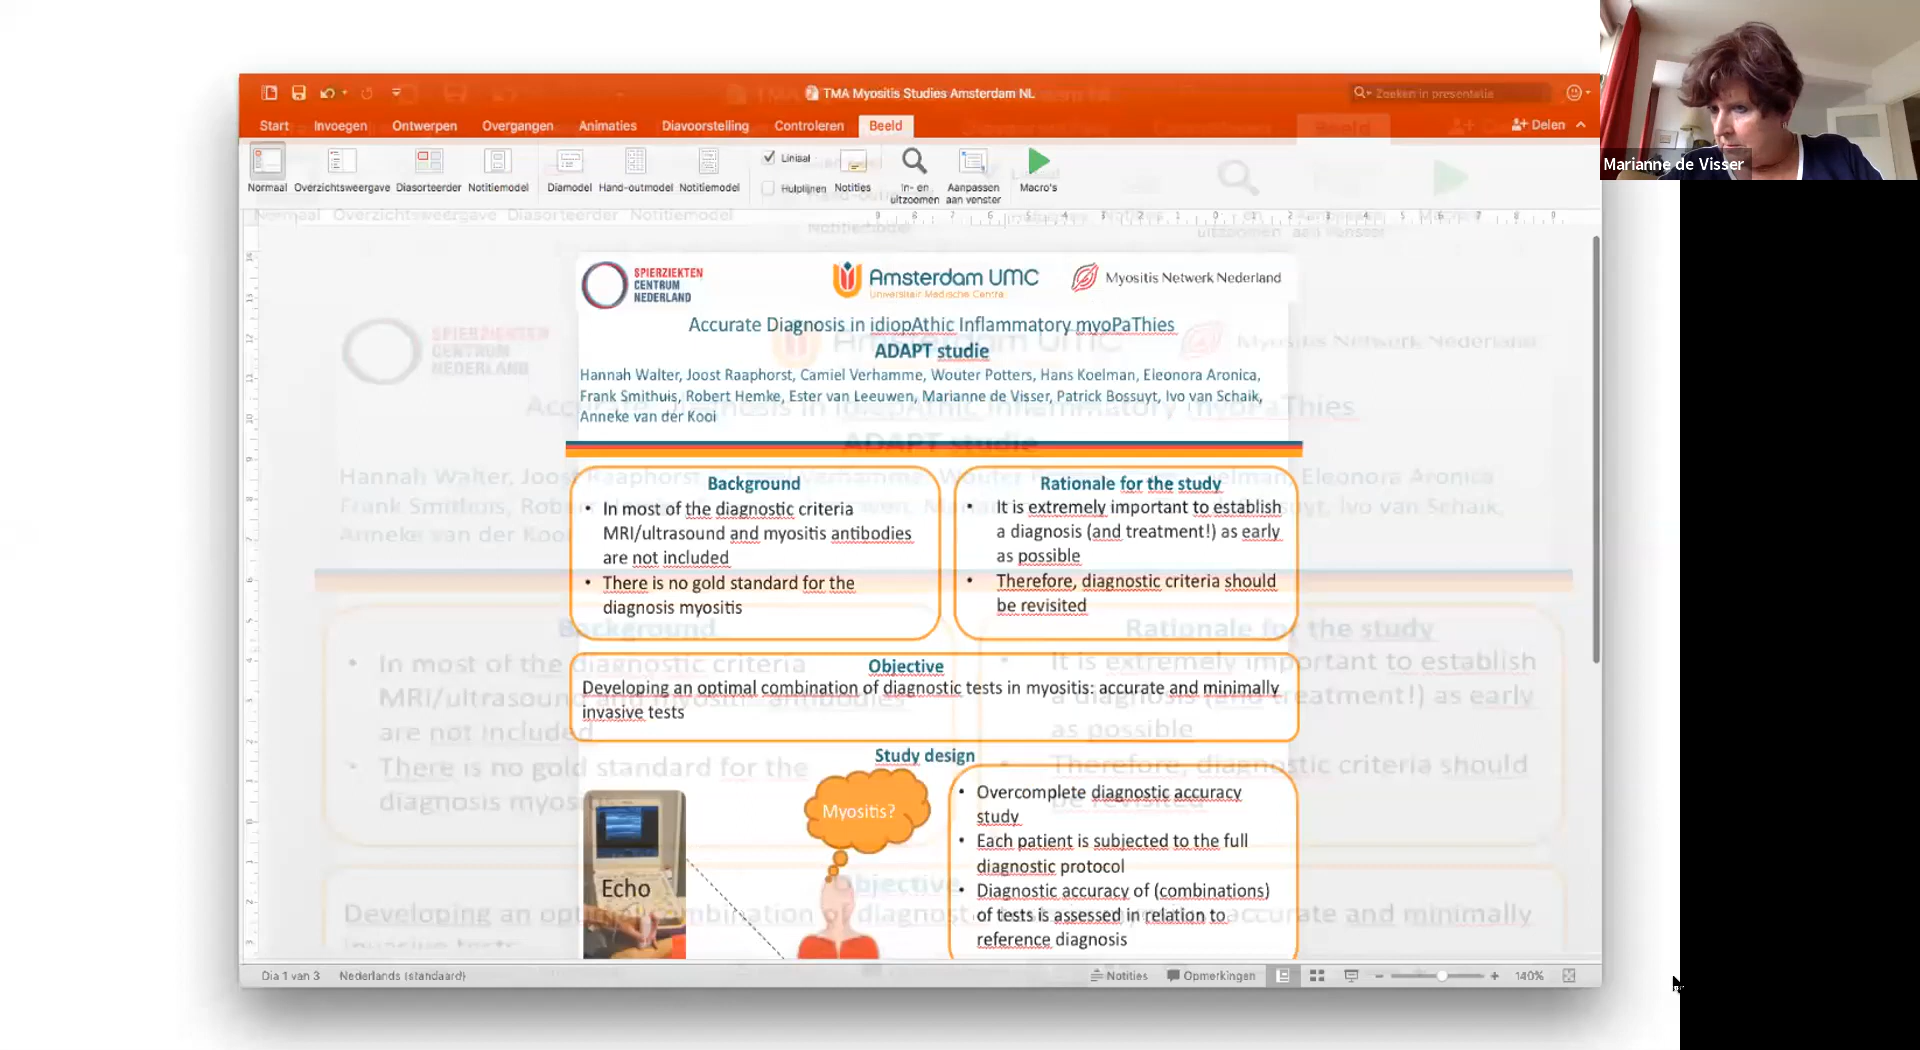 TMA Myositis Studies Amsterdam NL
Zoeken in presentatie
Start Invoegen Ontwerpen Overgangen Animaties Diavoorstelling Controleren Beeld Delen
Normaal Overzichtsweergave Diasorteerder Notitiemodel Diamodel Hand-outmodel Notitiemodel
Liniaal
Hulplijnen
Notities
In- en
uitzoomen
Aanpassen
aan venster
Macro's
Marianne de Visser
SPIERZIEKTEN
CENTRUM
NEDERLAND
Amsterdam UMC
Universitair Medische Centra
Myositis Netwerk Nederland
Accurate Diagnosis in idiopAthic Inflammatory myoPaThies
ADAPT studie
Hannah Walter, Joost Raaphorst, Camiel Verhamme, Wouter Potters, Hans Koelman, Eleonora Aronica,
Frank Smithuis, Robert Hemke, Ester van Leeuwen, Marianne de Visser, Patrick Bossuyt, Ivo van Schaik,
Anneke van der Kooi
Background
• In most of the diagnostic criteria
MRI/ultrasound and myositis antibodies
are not included
• There is no gold standard for the
diagnosis myositis
Rationale for the study
• It is extremely important to establish
a diagnosis (and treatment!) as early
as possible
• Therefore, diagnostic criteria should
be revisited
Objective
Developing an optimal combination of diagnostic tests in myositis: accurate and minimally
invasive tests
Study design
Myositis?
Echo
• Overcomplete diagnostic accuracy
study
• Each patient is subjected to the full
diagnostic protocol
• Diagnostic accuracy of (combinations)
of tests is assessed in relation to
reference diagnosis
Dia 1 van 3 Nederlands (standaard) Notities Opmerkingen 140%